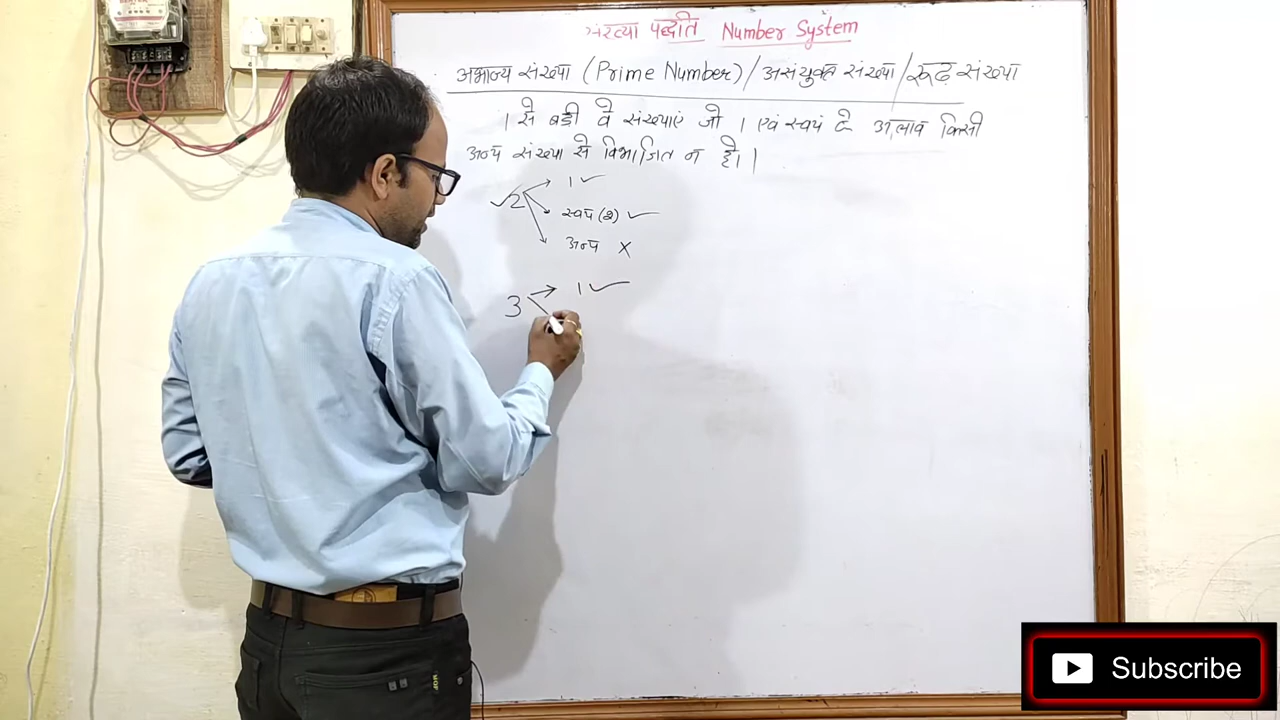 संख्या पद्धति Number System
अभाज्य संख्या (Prime Number) / असंयुक्त संख्या / रूढ़ संख्या
1 से बड़ी वे संख्याएं जो 1 एवं स्वयं के अलावा किसी
अन्य संख्या से विभाजित न हो।
✓2 1 ✓
स्वयं (2) ✓
अन्य ×
3 → 1 ✓
Subscribe